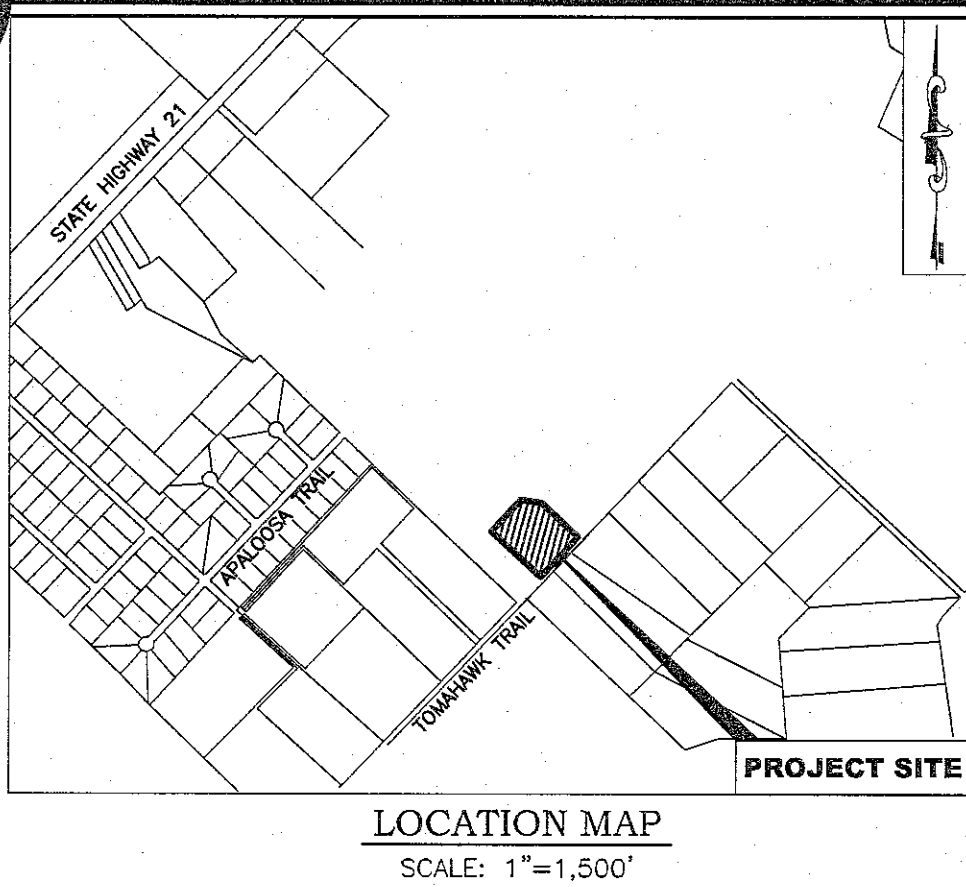 STATE HIGHWAY 21
APALOOSA TRAIL
TOMAHAWK TRAIL
PROJECT SITE
LOCATION MAP
SCALE: 1"=1,500'